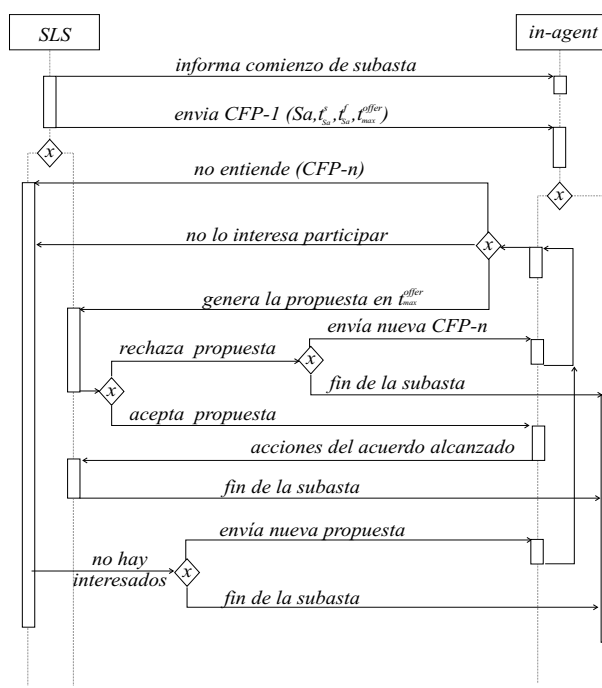 SLS
in-agent
informa comienzo de subasta
envia CFP-1 (Sa,t^s_Sa,t^f_Sa,t^offer_max)
x
x
no entiende (CFP-n)
x
no lo interesa participar
genera la propuesta en t^offer_max
envía nueva CFP-n
rechaza propuesta
x
x
fin de la subasta
acepta propuesta
acciones del acuerdo alcanzado
fin de la subasta
envía nueva propuesta
no hay
interesados
x
fin de la subasta